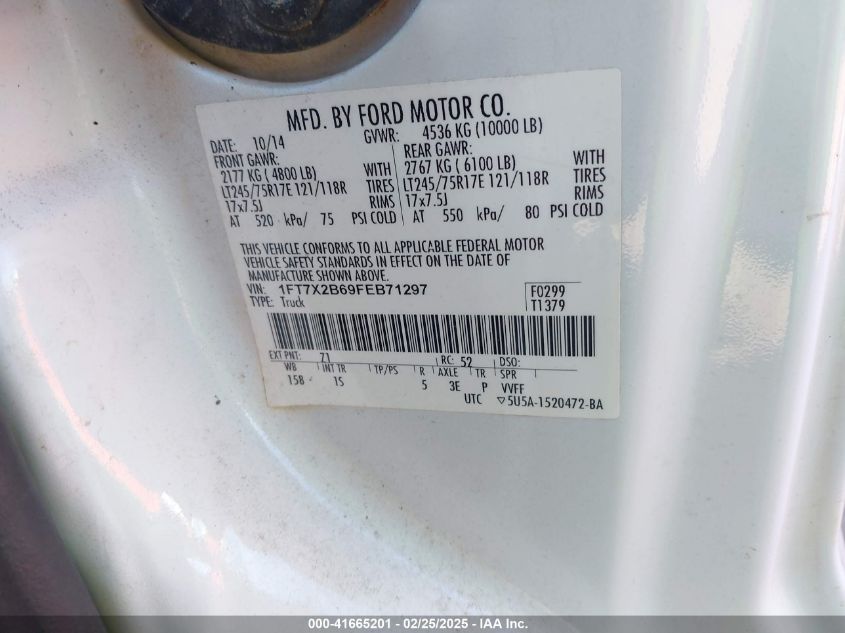 MFD. BY FORD MOTOR CO.
DATE: 10/14 GVWR: 4536 KG (10000 LB)
FRONT GAWR: REAR GAWR:
2177 KG ( 4800 LB) WITH 2767 KG ( 6100 LB) WITH
LT245/75R17E 121/118R TIRES LT245/75R17E 121/118R TIRES
17x7.5J RIMS 17x7.5J RIMS
AT 520 kPa/ 75 PSI COLD AT 550 kPa/ 80 PSI COLD
THIS VEHICLE CONFORMS TO ALL APPLICABLE FEDERAL MOTOR
VEHICLE SAFETY STANDARDS IN EFFECT ON THE DATE OF
MANUFACTURE SHOWN ABOVE.
VIN: 1FT7X2B69FEB71297 F0299
TYPE: Truck T1379
EXT PNT: Z1 RC: 52 DSO:
WB INT TR TP/PS R AXLE TR SPR
158 1S 5 3E P VVFF
UTC ▽5U5A-1520472-BA
000-41665201 - 02/25/2025 - IAA Inc.